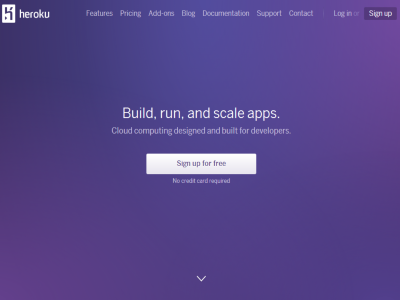 heroku
Features Pricing Add-ons Blog Documentation Support Contact Log in or Sign up
Build, run, and scale apps.
Cloud computing designed and built for developers.
Sign up for free
No credit card required